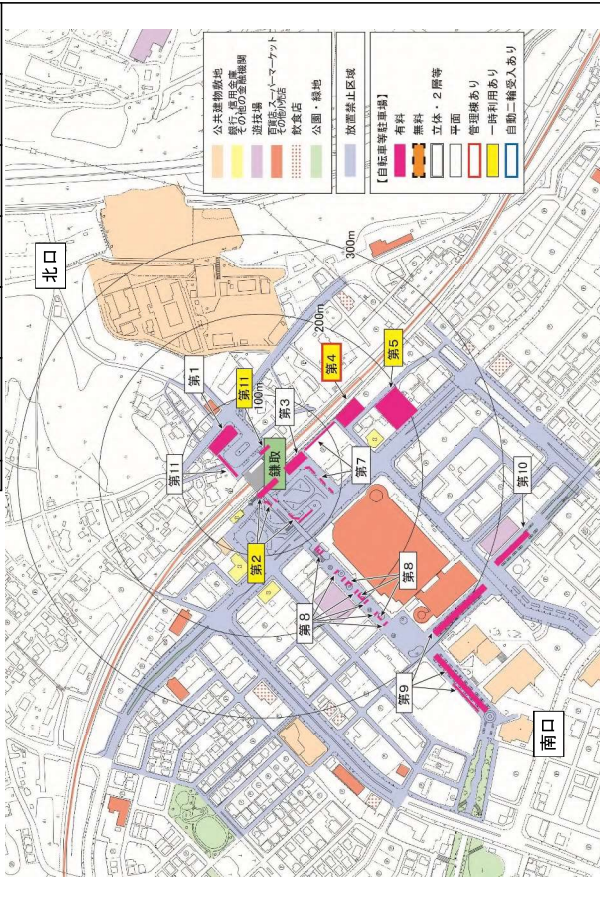 北口
公共建物敷地
銀行、信用金庫
その他の金融機関
遊技場
百貨店、スーパーマーケット
その他小売店
飲食店
公園・緑地
放置禁止区域
【自転車等駐車場】
有料
無料
立体・2層等
平面
管理棟あり
一時利用あり
自動二輪受入あり
300m
200m
100m
第1
第11
第11
第3
第4
第5
鎌取
第7
第2
第8
第8
第10
第9
南口